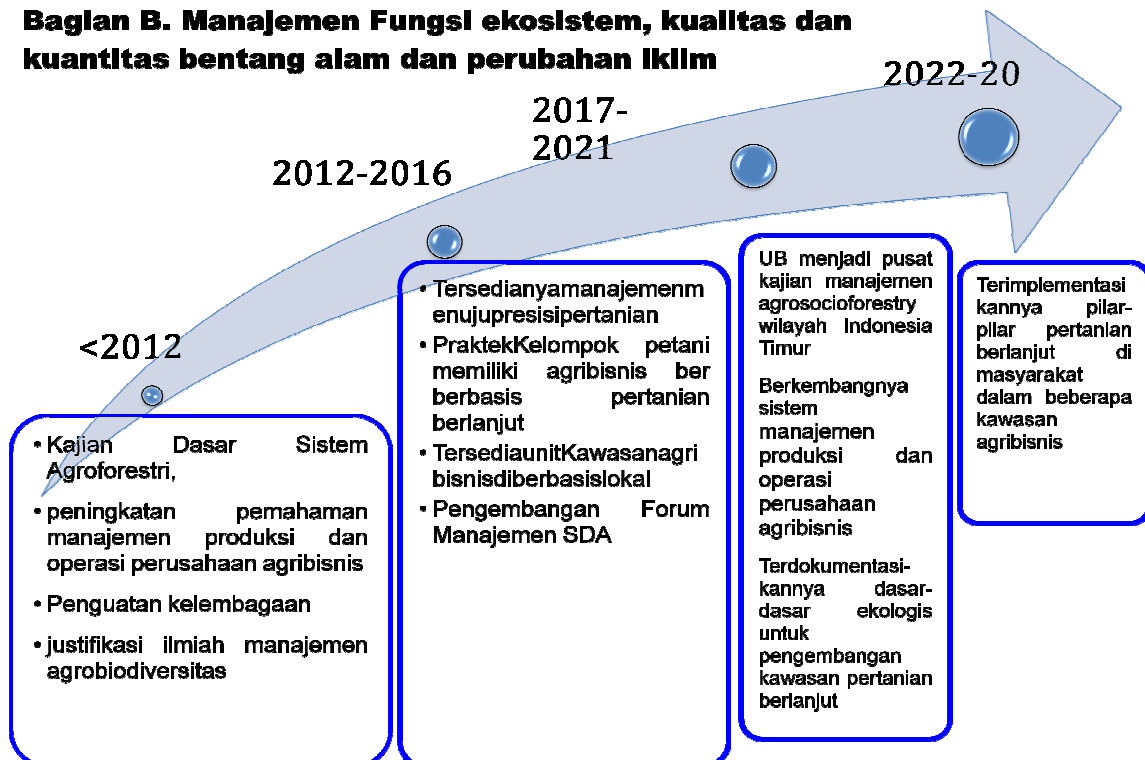 Bagian B. Manajemen Fungsi ekosistem, kualitas dan
kuantitas bentang alam dan perubahan iklim
<2012
2012-2016
2017-
2021
2022-20
• Kajian Dasar Sistem
Agroforestri,
• peningkatan pemahaman
manajemen produksi dan
operasi perusahaan agribisnis
• Penguatan kelembagaan
• justifikasi ilmiah manajemen
agrobiodiversitas
• Tersedianyamanajemenm
enujupresisipertanian
• PraktekKelompok petani
memiliki agribisnis ber
berbasis pertanian
berlanjut
• TersediaunitKawasanagri
bisnisdiberbasislokal
• Pengembangan Forum
Manajemen SDA
UB menjadi pusat
kajian manajemen
agrosocioforestry
wilayah Indonesia
Timur
Berkembangnya
sistem
manajemen
produksi dan
operasi
perusahaan
agribisnis
Terdokumentasi-
kannya dasar-
dasar ekologis
untuk
pengembangan
kawasan pertanian
berlanjut
Terimplementasi
kannya pilar-
pilar pertanian
berlanjut di
masyarakat
dalam beberapa
kawasan
agribisnis